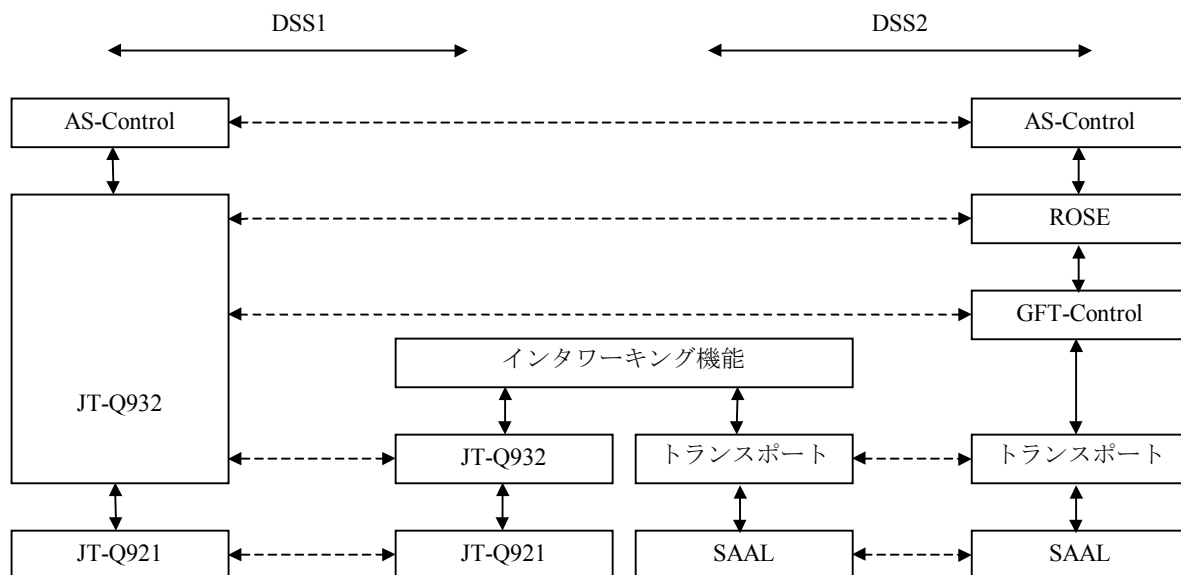 DSS1 DSS2
AS-Control AS-Control
ROSE
GFT-Control
インタワーキング機能
JT-Q932
JT-Q932 トランスポート トランスポート
JT-Q921 JT-Q921 SAAL SAAL